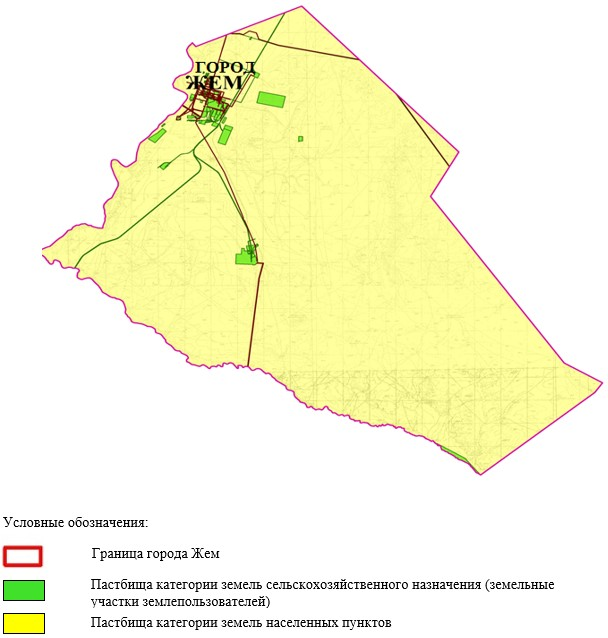 ГОРОД
ЖЕМ
Условные обозначения:
Граница города Жем
Пастбища категории земель сельскохозяйственного назначения (земельные
участки землепользователей)
Пастбища категории земель населенных пунктов